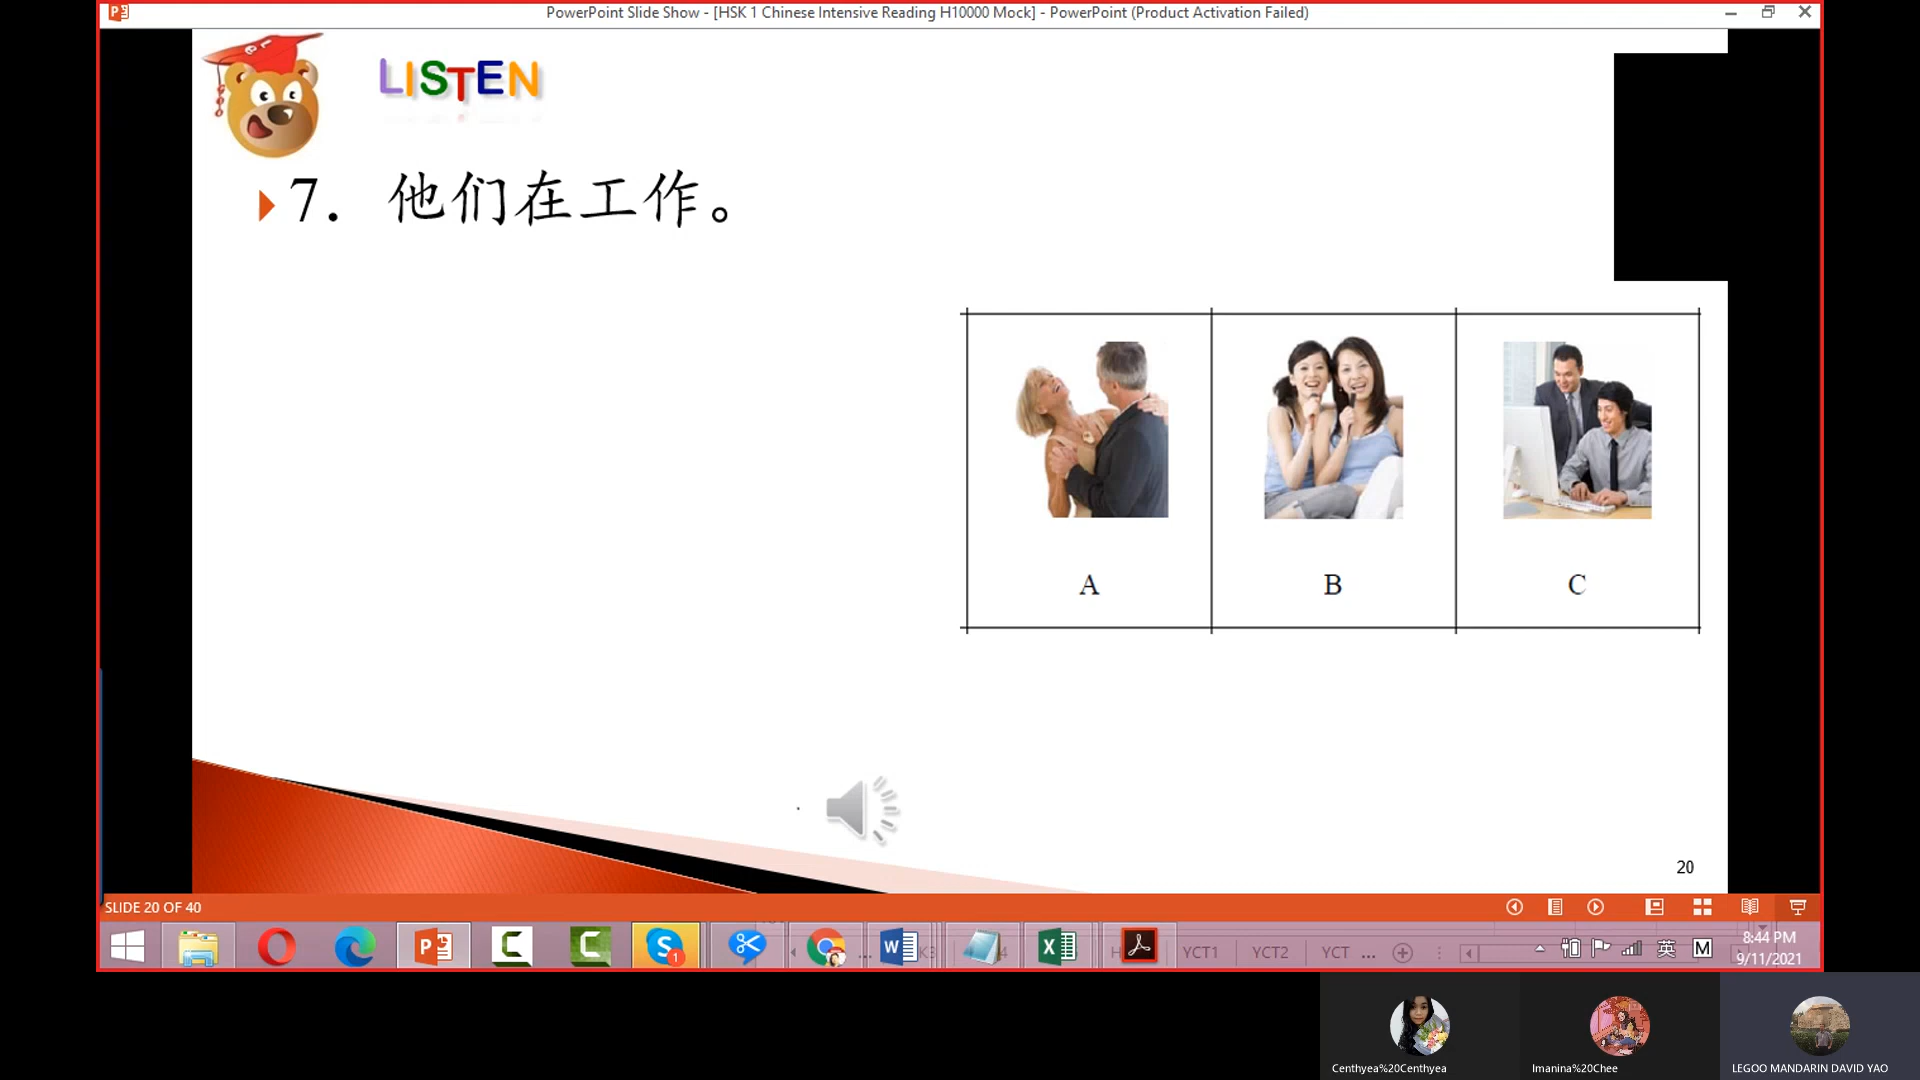 PowerPoint Slide Show - [HSK 1 Chinese Intensive Reading H10000 Mock] - PowerPoint (Product Activation Failed)
LISTEN
7. 他们在工作。
A B C
20
SLIDE 20 OF 40
YCT1 YCT2 YCT ...
英 M
8:44 PM
9/11/2021
Centhyea%20Centhyea
Imanina%20Chee
LEGOO MANDARIN DAVID YAO